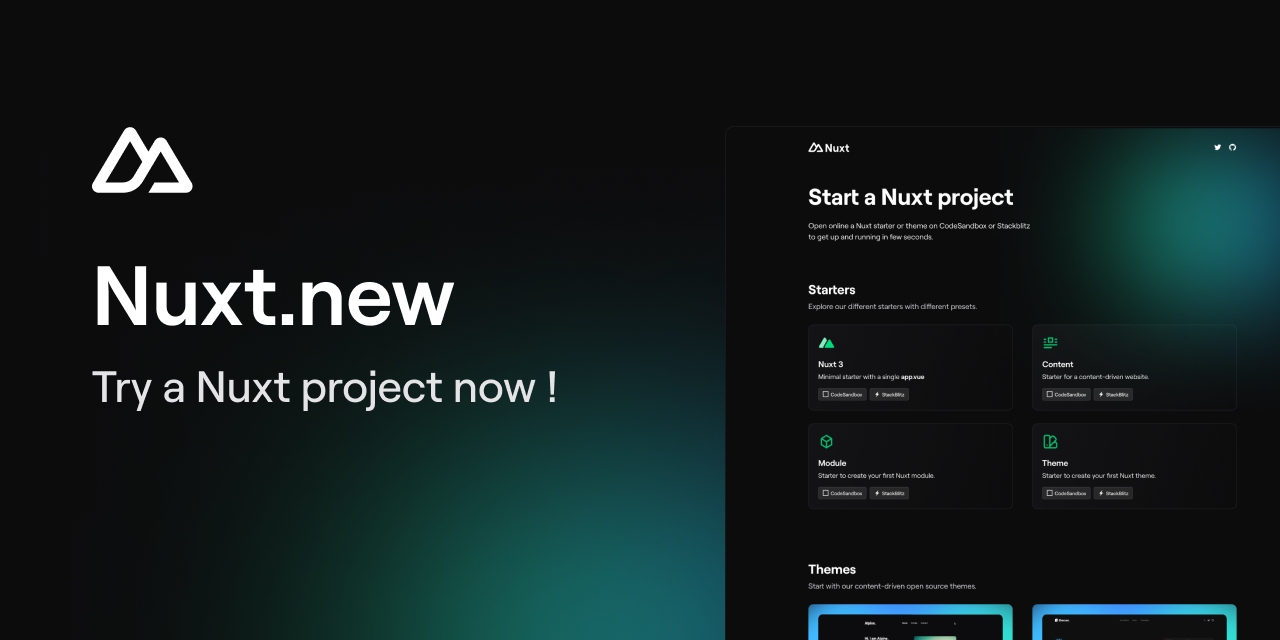 Nuxt.new
Try a Nuxt project now !
Nuxt
Start a Nuxt project
Open online a Nuxt starter or theme on CodeSandbox or Stackblitz
to get up and running in few seconds.
Starters
Explore our different starters with different presets.
Nuxt 3
Minimal starter with a single app.vue
CodeSandbox StackBlitz
Content
Starter for a content-driven website.
CodeSandbox StackBlitz
Module
Starter to create your first Nuxt module.
CodeSandbox StackBlitz
Theme
Starter to create your first Nuxt theme.
CodeSandbox StackBlitz
Themes
Start with our content-driven open source themes.
Alpine.